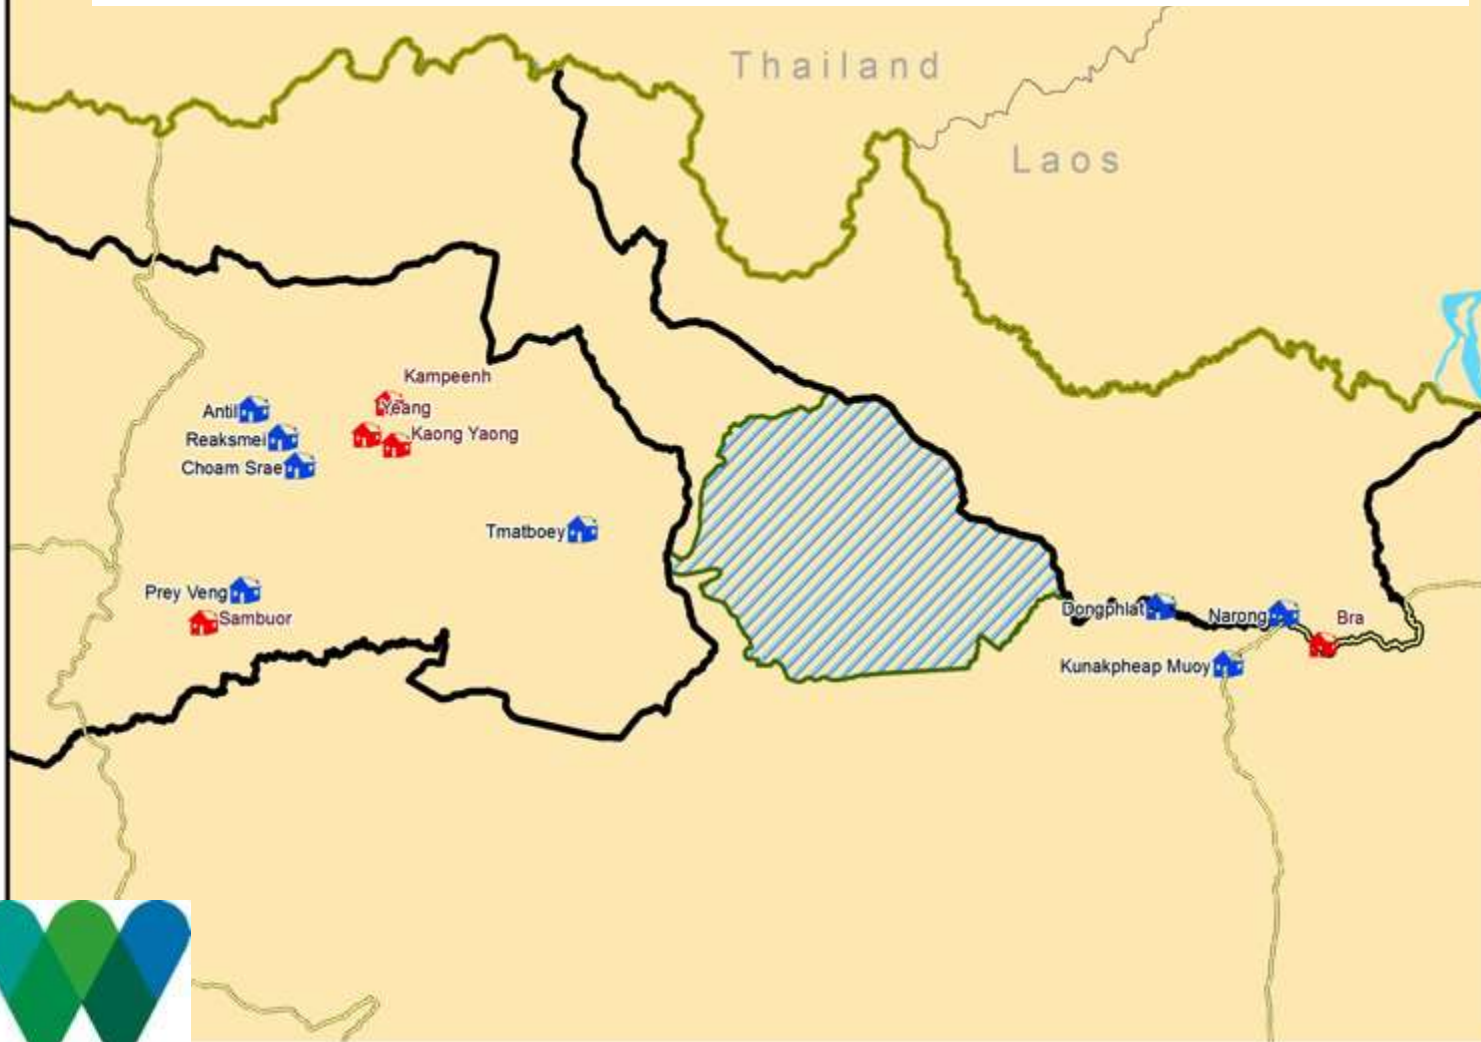 Thailand
Laos
Kampeenh
Antil
Yeang
Reaksmei
Kaong Yaong
Choam Srae
Tmatboey
Prey Veng
Sambuor
Dongphlat
Narong
Bra
Kunakpheap Muoy